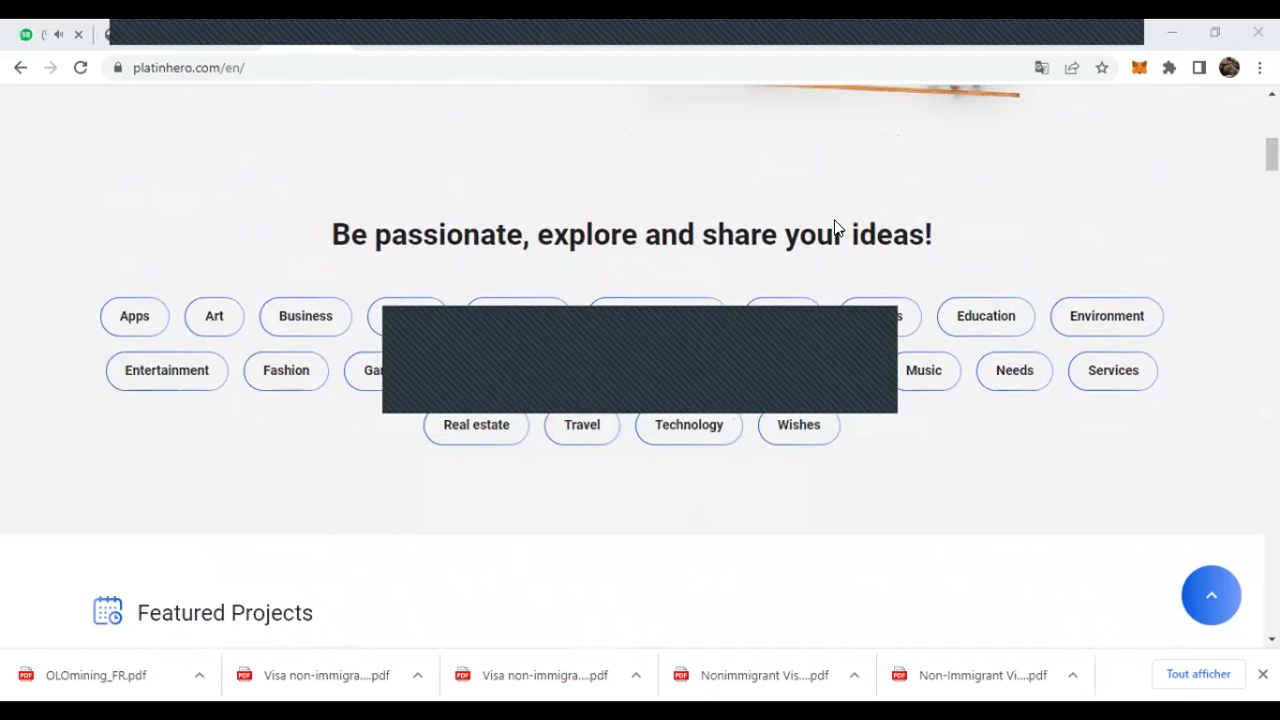 98
platinhero.com/en/
Be passionate, explore and share your ideas!
Apps Art Business Education Environment
Entertainment Fashion Music Needs Services
Real estate Travel Technology Wishes
Featured Projects
OLOmining_FR.pdf Visa non-immigra....pdf Visa non-immigra....pdf Nonimmigrant Vis....pdf Non-Immigrant Vi....pdf Tout afficher